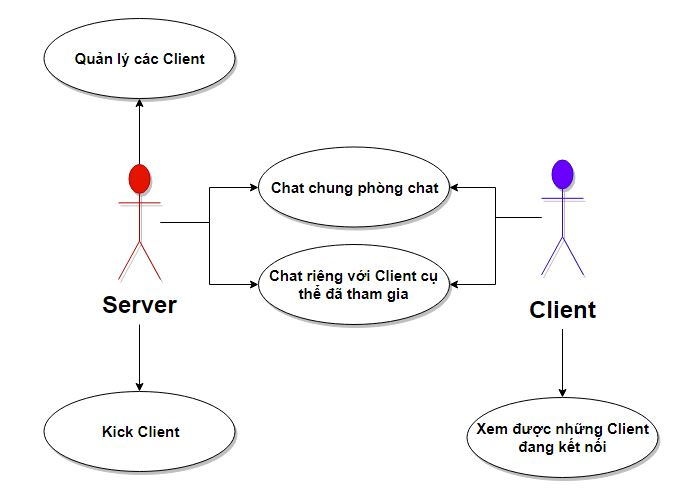 Quản lý các Client
Chat chung phòng chat
Chat riêng với Client cụ
thể đã tham gia
Server
Client
Kick Client
Xem được những Client
đang kết nối